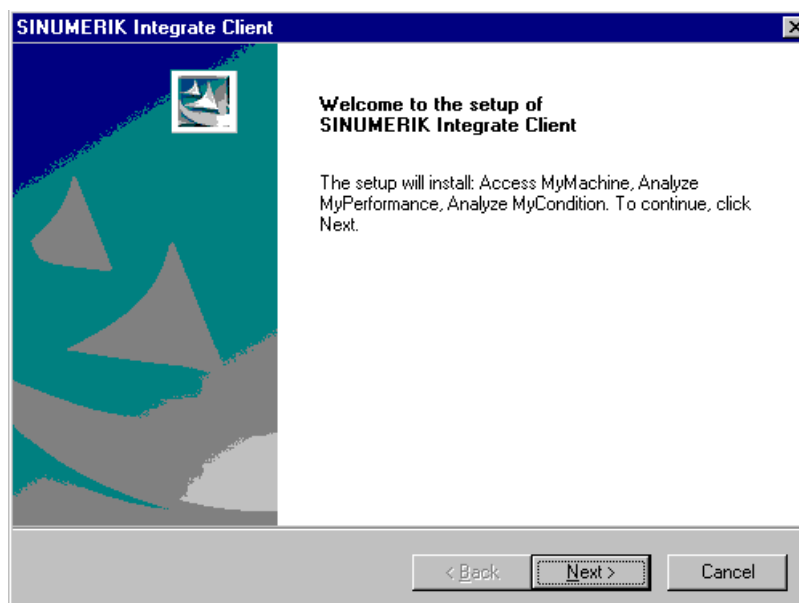 SINUMERIK Integrate Client
Welcome to the setup of
SINUMERIK Integrate Client
The setup will install: Access MyMachine, Analyze
MyPerformance, Analyze MyCondition. To continue, click
Next.
< Back
Next >
Cancel